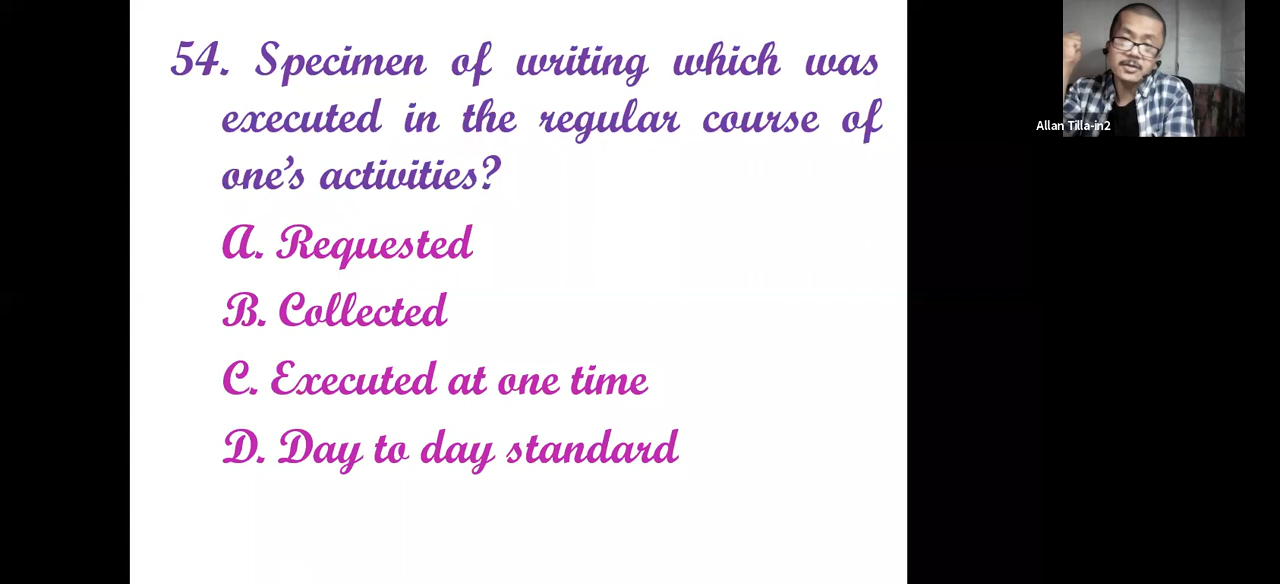 54. Specimen of writing which was
executed in the regular course of
one's activities?
A. Requested
B. Collected
C. Executed at one time
D. Day to day standard
Allan Tilla-in2